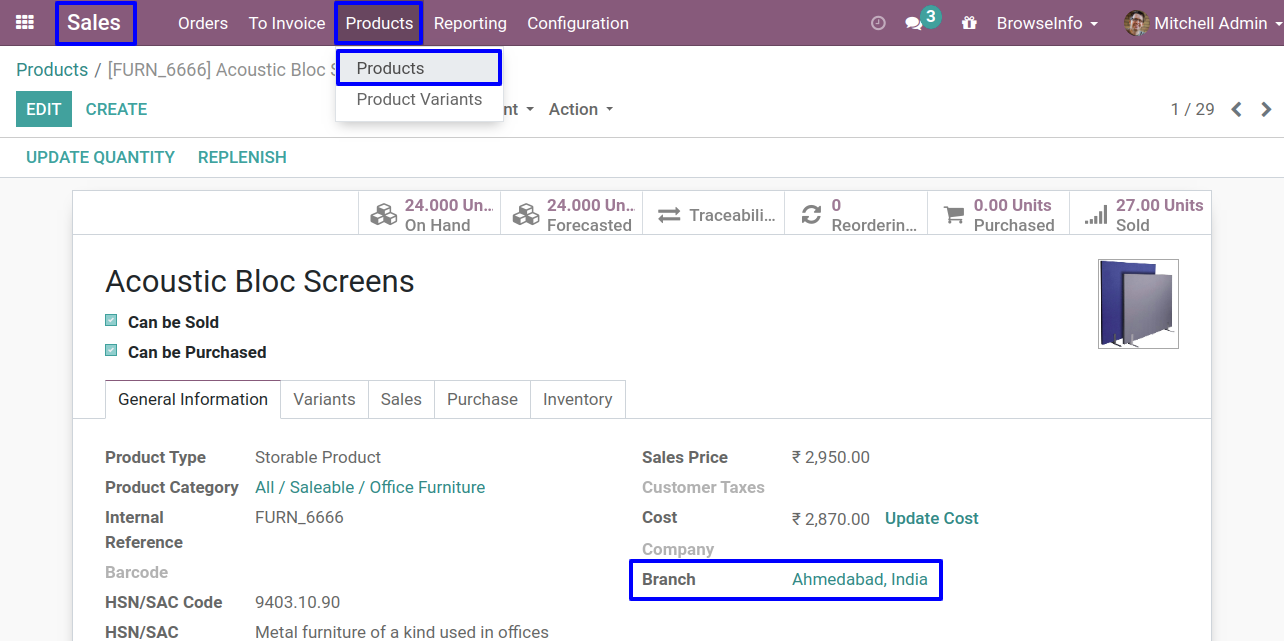 Sales Orders To Invoice Products Reporting Configuration 3 BrowseInfo Mitchell Admin
Products / [FURN_6666] Acoustic Bloc
Products
Product Variants
EDIT CREATE Action 1 / 29
UPDATE QUANTITY REPLENISH
24.000 Un... 24.000 Un... Traceabili... 0 0.00 Units 27.00 Units
On Hand Forecasted Reorderin... Purchased Sold
Acoustic Bloc Screens
Can be Sold
Can be Purchased
General Information Variants Sales Purchase Inventory
Product Type Storable Product Sales Price ₹ 2,950.00
Product Category All / Saleable / Office Furniture Customer Taxes
Internal Reference FURN_6666 Cost ₹ 2,870.00 Update Cost
Company
Barcode Branch Ahmedabad, India
HSN/SAC Code 9403.10.90
HSN/SAC Metal furniture of a kind used in offices